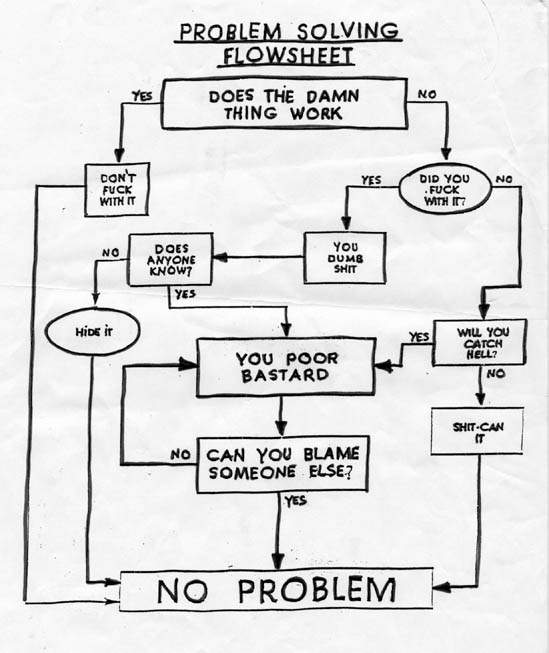 PROBLEM SOLVING
FLOWSHEET
DOES THE DAMN
THING WORK
YES
NO
DON'T
FUCK
WITH IT
DID YOU
FUCK
WITH IT?
YES
NO
YOU
DUMB
SHIT
DOES
ANYONE
KNOW?
NO
YES
HIDE IT
WILL YOU
CATCH
HELL?
YES
NO
YOU POOR
BASTARD
SHIT-CAN
IT
CAN YOU BLAME
SOMEONE ELSE?
NO
YES
NO PROBLEM